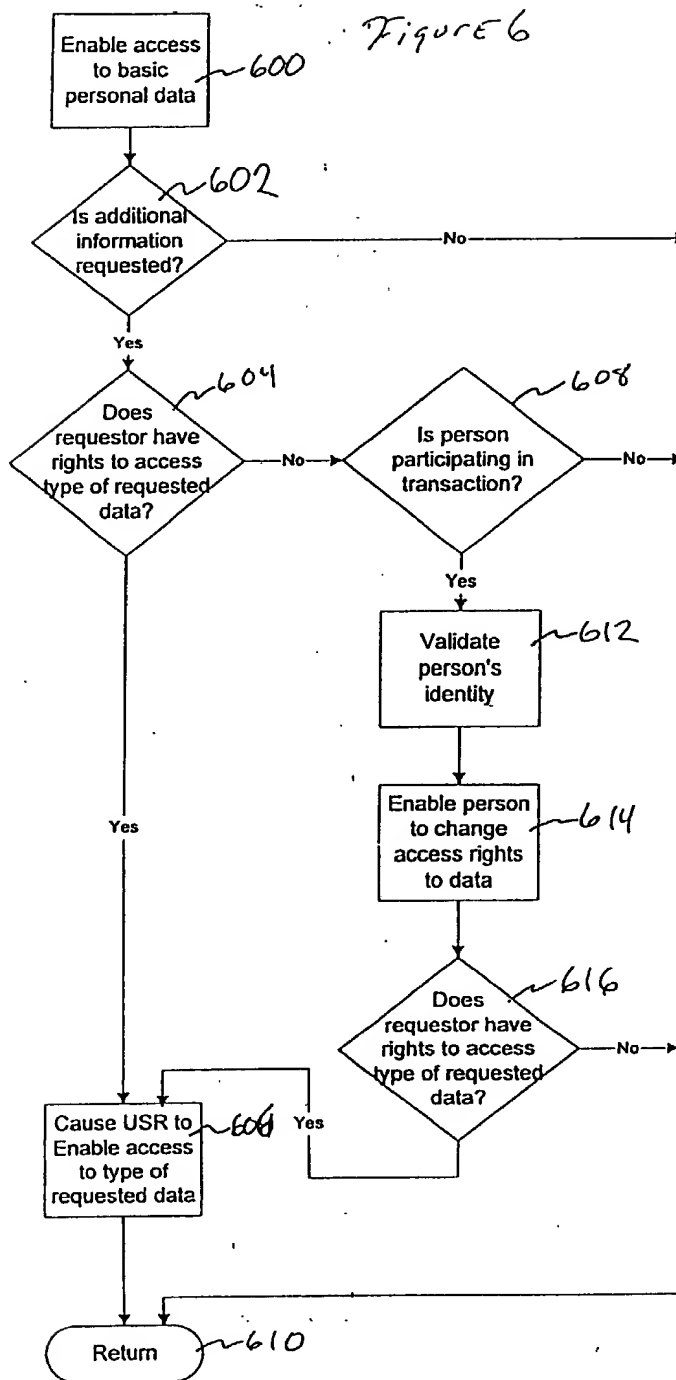 Figure 6
Enable access
to basic
personal data
600
602
Is additional
information
requested?
No
Yes
604
Does
requestor have
rights to access
type of requested
data?
No
608
Is person
participating in
transaction?
No
Yes
612
Validate
person's
identity
614
Enable person
to change
access rights
to data
Yes
616
Does
requestor have
rights to access
type of requested
data?
No
Cause USR to
Enable access
to type of
requested data
606
Yes
Return
610